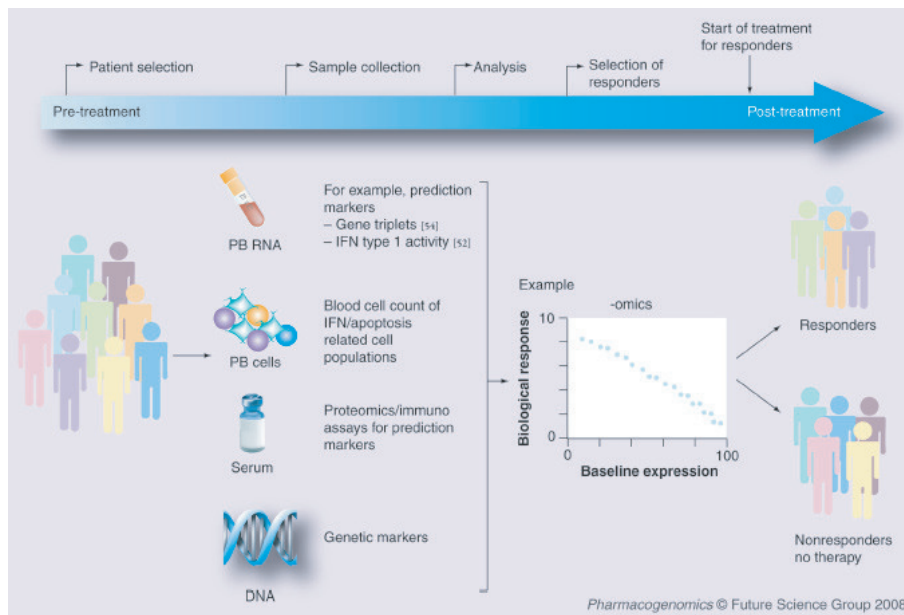 Start of treatment
for responders
Patient selection
Sample collection
Analysis
Selection of
responders
Pre-treatment
Post-treatment
PB RNA
For example, prediction
markers
– Gene triplets [54]
– IFN type 1 activity [52]
PB cells
Blood cell count of
IFN/apoptosis
related cell
populations
Serum
Proteomics/immuno
assays for prediction
markers
DNA
Genetic markers
Example
-omics
Biological response
10
0
0
100
Baseline expression
Responders
Nonresponders
no therapy
Pharmacogenomics © Future Science Group 2008